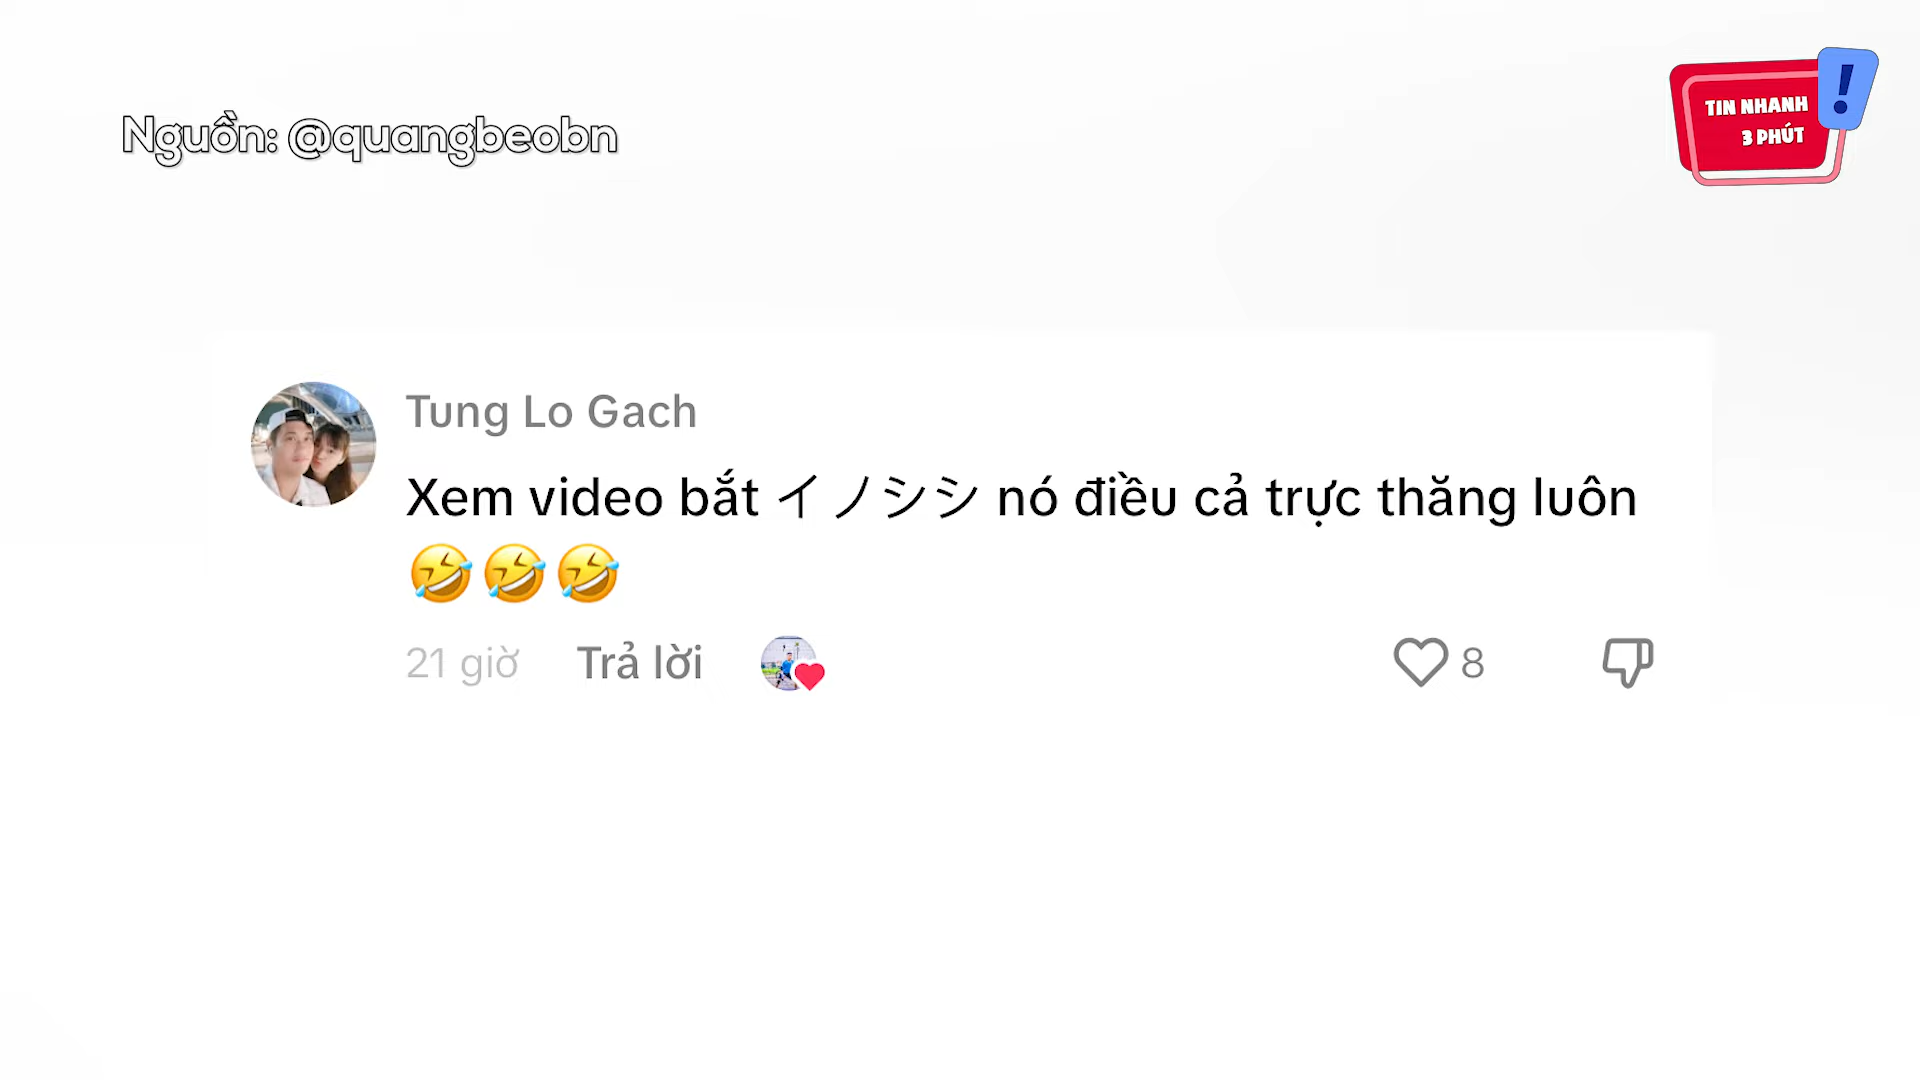 Nguồn: @quangbeobn
TIN NHANH
3 PHÚT
!
Tung Lo Gach
Xem video bắt イノシシ nó điều cả trực thăng luôn
🤣🤣🤣
21 giờ Trả lời 8